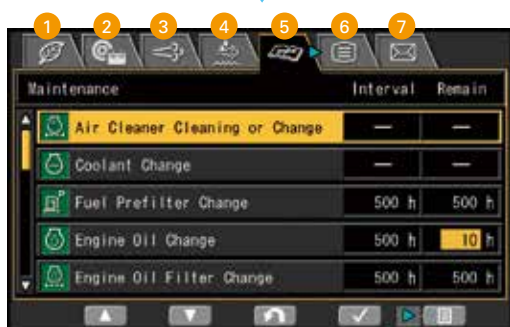 1 2 3 4 5 6 7
Maintenance Interval Remain
Air Cleaner Cleaning or Change — —
Coolant Change — —
Fuel Prefilter Change 500 h 500 h
Engine Oil Change 500 h 10 h
Engine Oil Filter Change 500 h 500 h